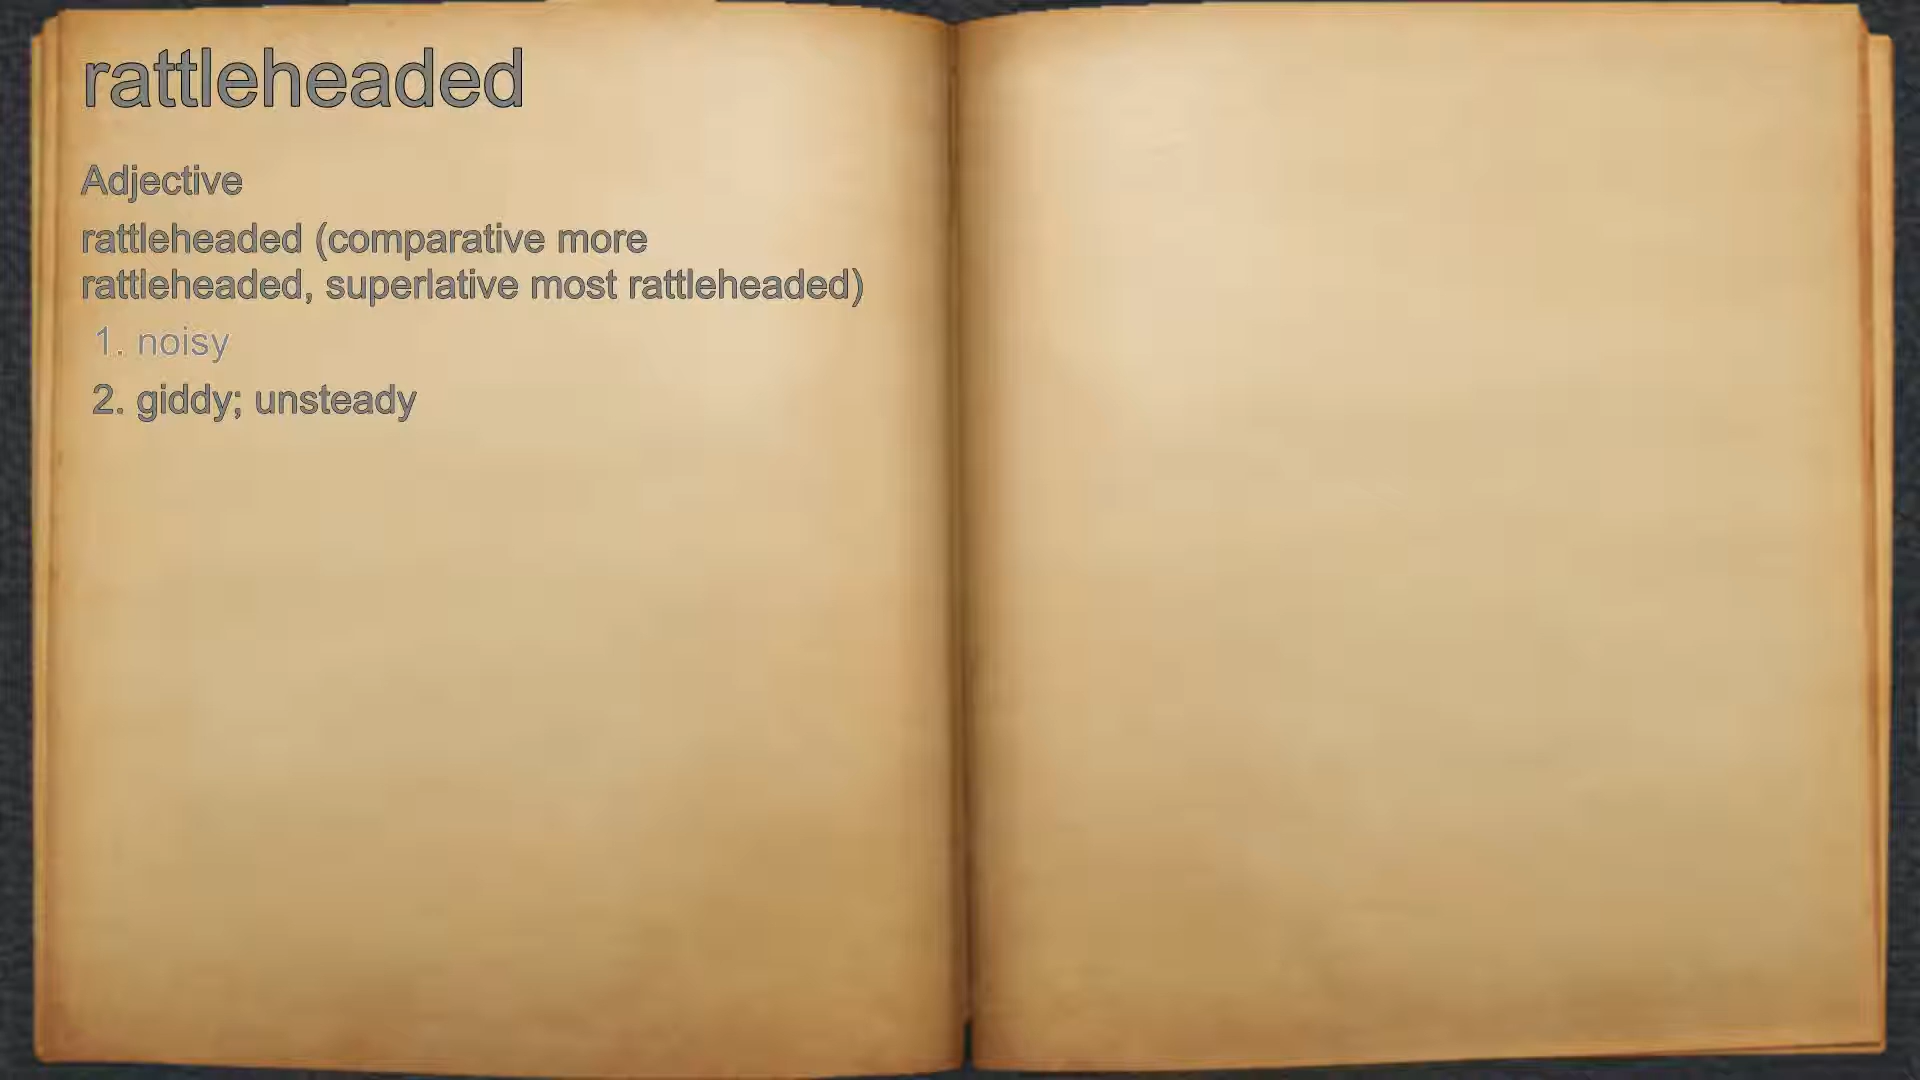 rattleheaded
Adjective
rattleheaded (comparative more
rattleheaded, superlative most rattleheaded)
1. noisy
2. giddy; unsteady